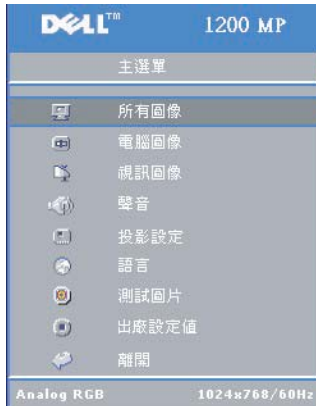 DELL™ 1200 MP
主選單
所有圖像
電腦圖像
視訊圖像
聲音
投影設定
語言
測試圖片
出廠設定值
離開
Analog RGB 1024x768/60Hz